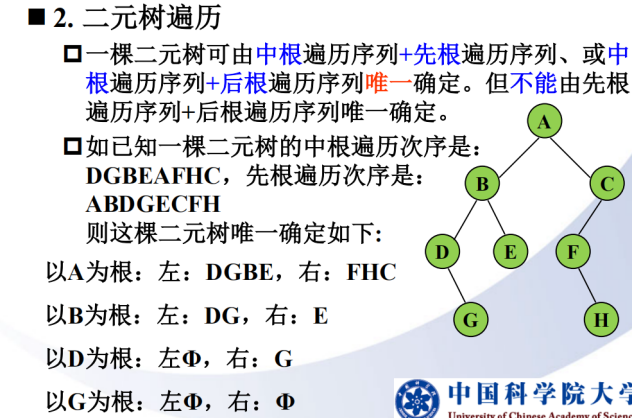 2. 二元树遍历
一棵二元树可由中根遍历序列+先根遍历序列、或中
根遍历序列+后根遍历序列唯一确定。但不能由先根
遍历序列+后根遍历序列唯一确定。
如已知一棵二元树的中根遍历次序是:
DGBEAFHC，先根遍历次序是:
ABDGECFH
则这棵二元树唯一确定如下:
以A为根：左：DGBE，右：FHC
以B为根：左：DG，右：E
以D为根：左Φ，右：G
以G为根：左Φ，右：Φ
A
B
C
D
E
F
G
H
中国科学院大学
University of Chinese Academy of Scien